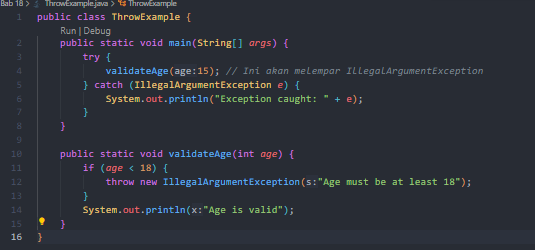 Bab 18 > ThrowExample.java > ThrowExample
1 public class ThrowExample {
Run | Debug
2 public static void main(String[] args) {
3 try {
4 validateAge(age:15); // Ini akan melempar IllegalArgumentException
5 } catch (IllegalArgumentException e) {
6 System.out.println("Exception caught: " + e);
7 }
8 }
9
10 public static void validateAge(int age) {
11 if (age < 18) {
12 throw new IllegalArgumentException(s:"Age must be at least 18");
13 }
14 System.out.println(x:"Age is valid");
15 }
16 }